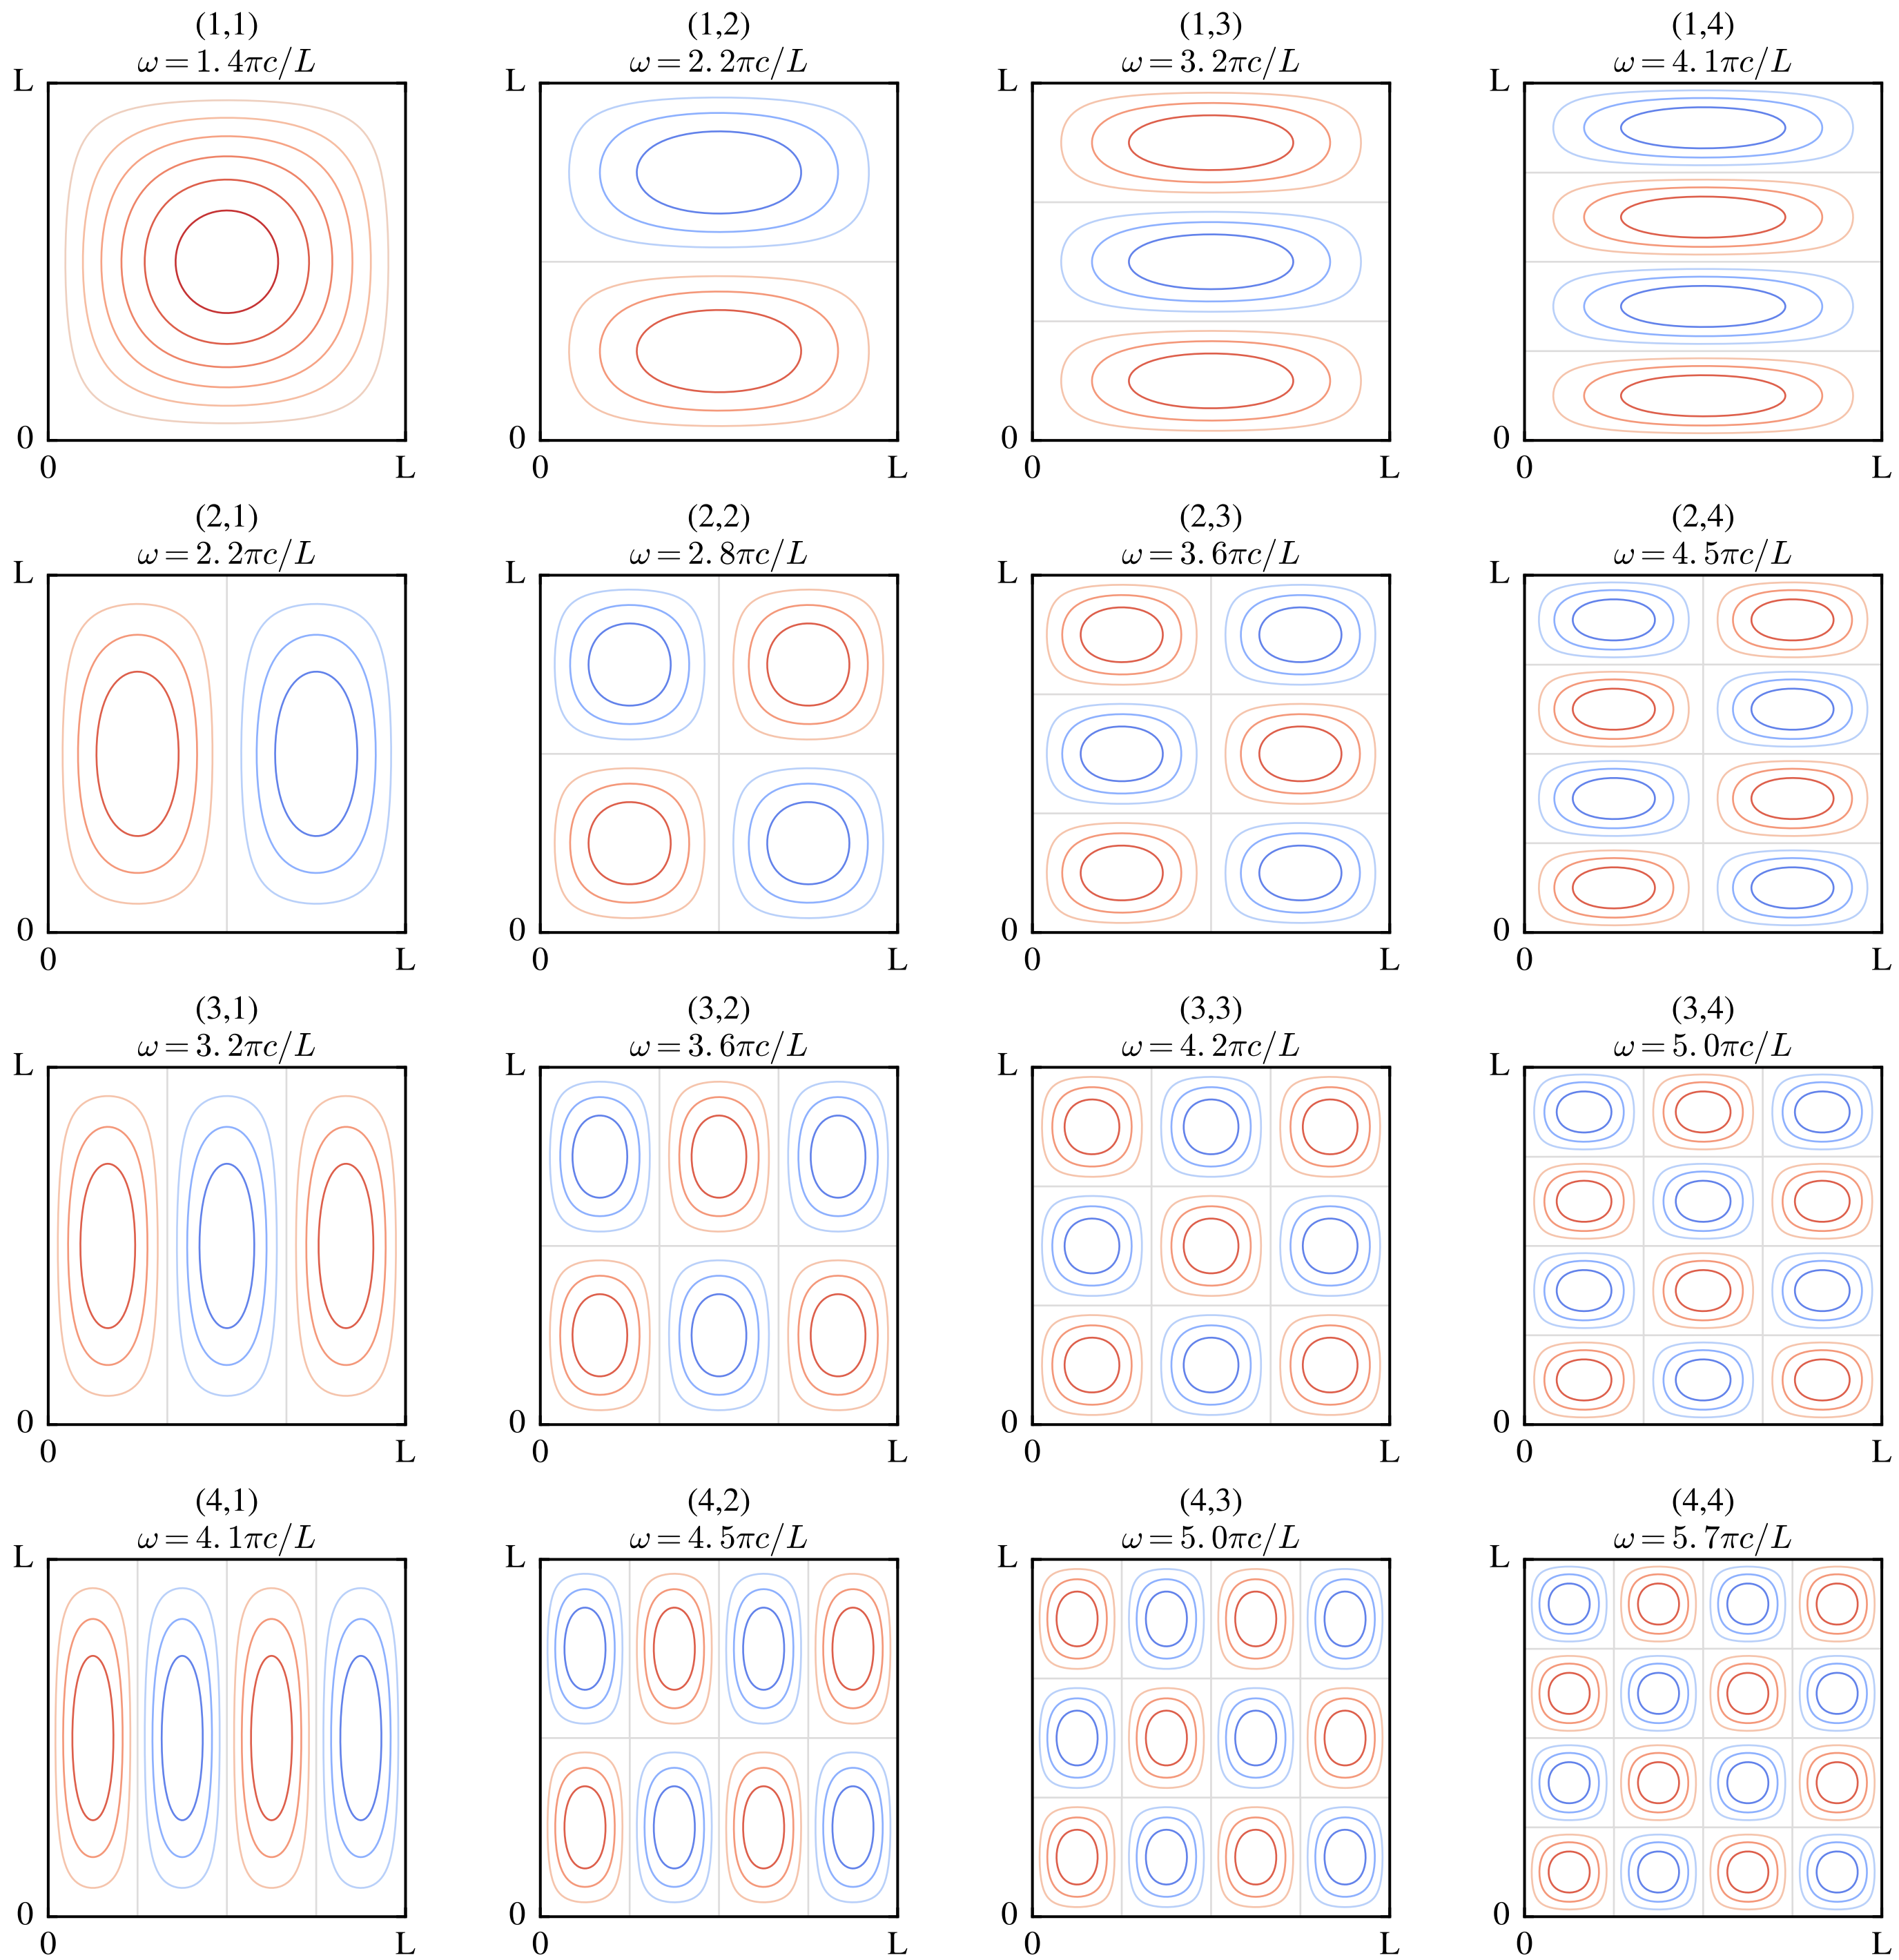 (1,1)
ω = 1.4πc/L
L
0
0 L
(1,2)
ω = 2.2πc/L
L
0
0 L
(1,3)
ω = 3.2πc/L
L
0
0 L
(1,4)
ω = 4.1πc/L
L
0
0 L
(2,1)
ω = 2.2πc/L
L
0
0 L
(2,2)
ω = 2.8πc/L
L
0
0 L
(2,3)
ω = 3.6πc/L
L
0
0 L
(2,4)
ω = 4.5πc/L
L
0
0 L
(3,1)
ω = 3.2πc/L
L
0
0 L
(3,2)
ω = 3.6πc/L
L
0
0 L
(3,3)
ω = 4.2πc/L
L
0
0 L
(3,4)
ω = 5.0πc/L
L
0
0 L
(4,1)
ω = 4.1πc/L
L
0
0 L
(4,2)
ω = 4.5πc/L
L
0
0 L
(4,3)
ω = 5.0πc/L
L
0
0 L
(4,4)
ω = 5.7πc/L
L
0
0 L